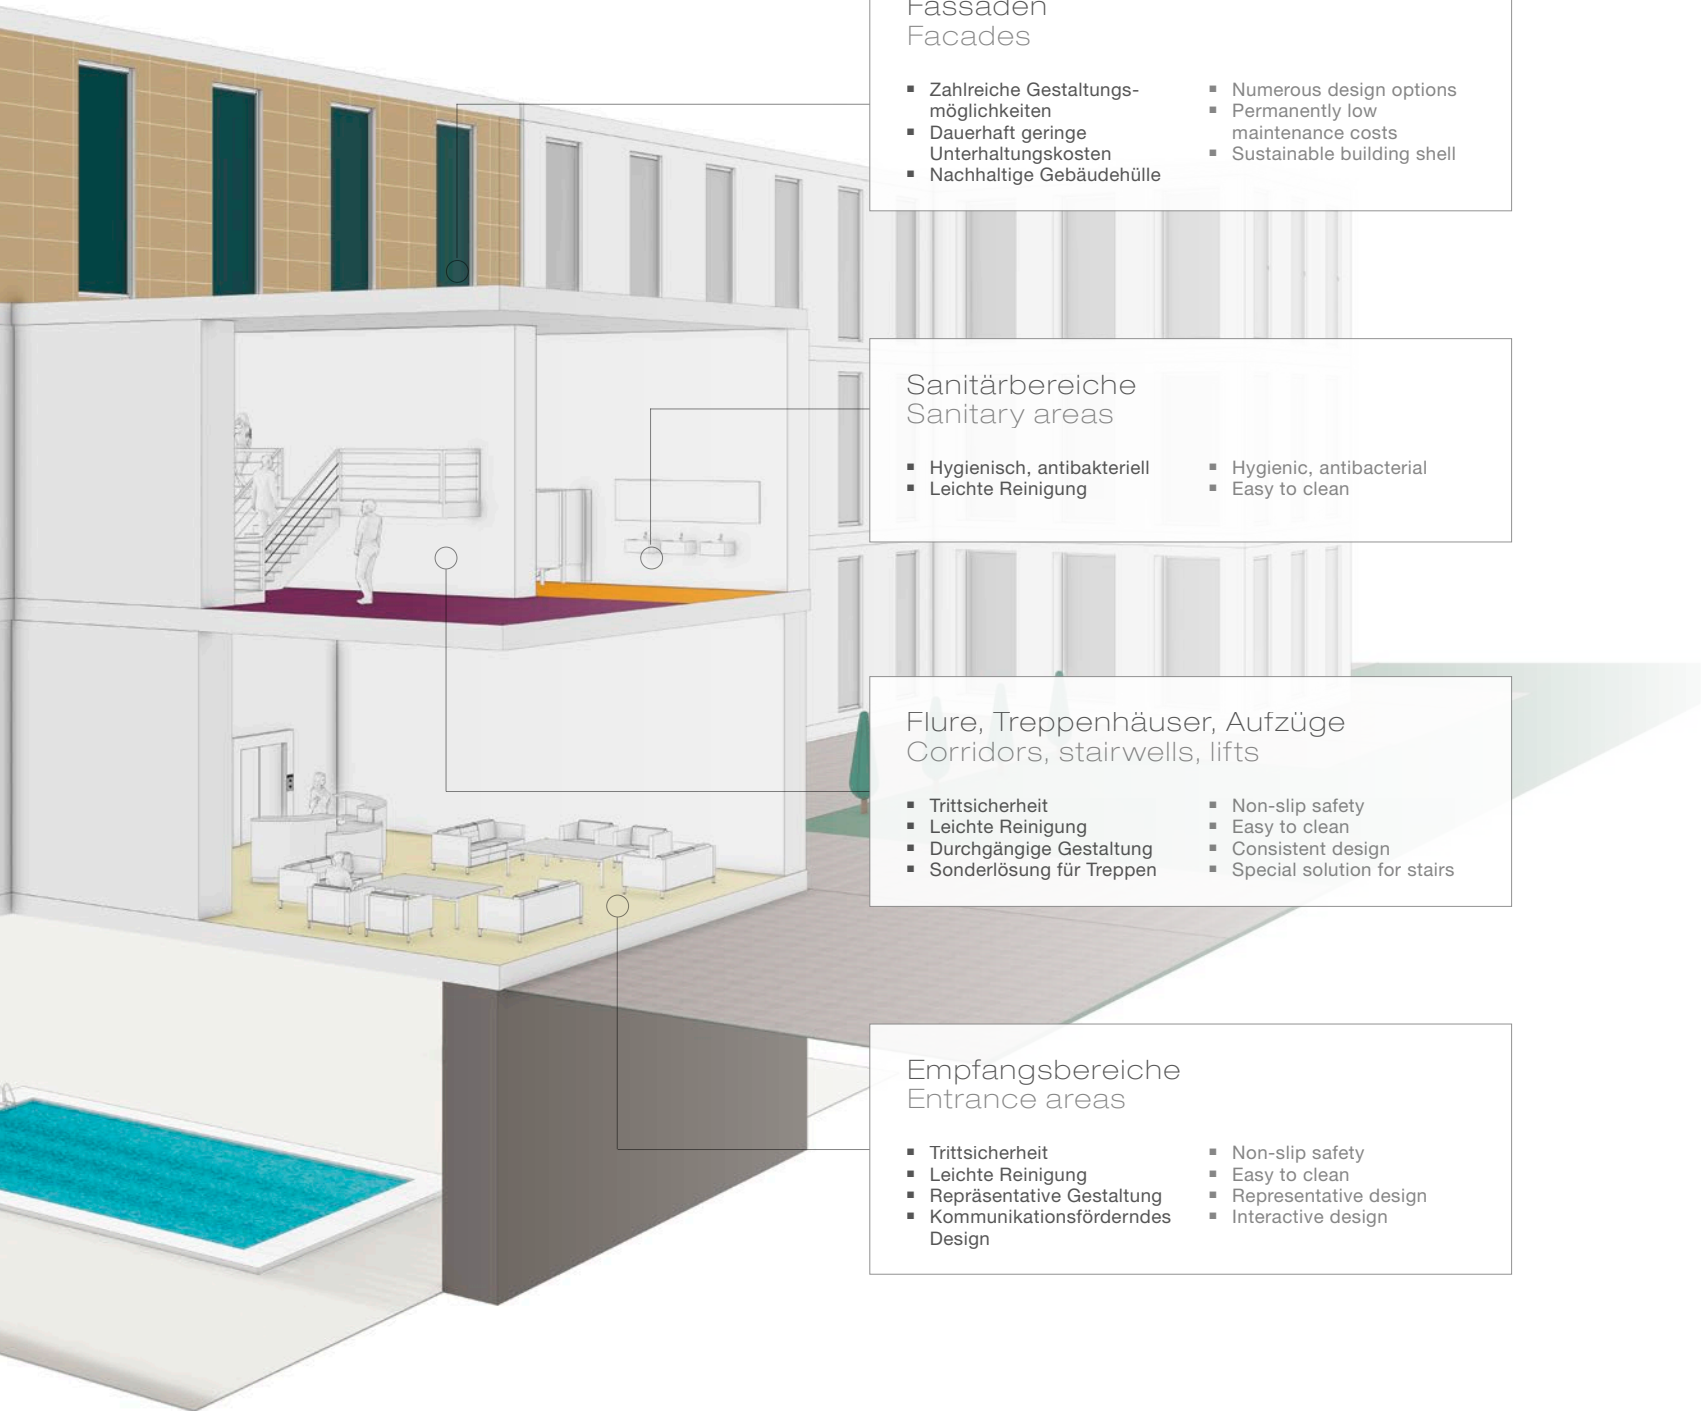 Fassaden
Facades
■ Zahlreiche Gestaltungs-
möglichkeiten
■ Dauerhaft geringe
Unterhaltungskosten
■ Nachhaltige Gebäudehülle
■ Numerous design options
■ Permanently low
maintenance costs
■ Sustainable building shell
Sanitärbereiche
Sanitary areas
■ Hygienisch, antibakteriell
■ Leichte Reinigung
■ Hygienic, antibacterial
■ Easy to clean
Flure, Treppenhäuser, Aufzüge
Corridors, stairwells, lifts
■ Trittsicherheit
■ Leichte Reinigung
■ Durchgängige Gestaltung
■ Sonderlösung für Treppen
■ Non-slip safety
■ Easy to clean
■ Consistent design
■ Special solution for stairs
Empfangsbereiche
Entrance areas
■ Trittsicherheit
■ Leichte Reinigung
■ Repräsentative Gestaltung
■ Kommunikationsförderndes
Design
■ Non-slip safety
■ Easy to clean
■ Representative design
■ Interactive design